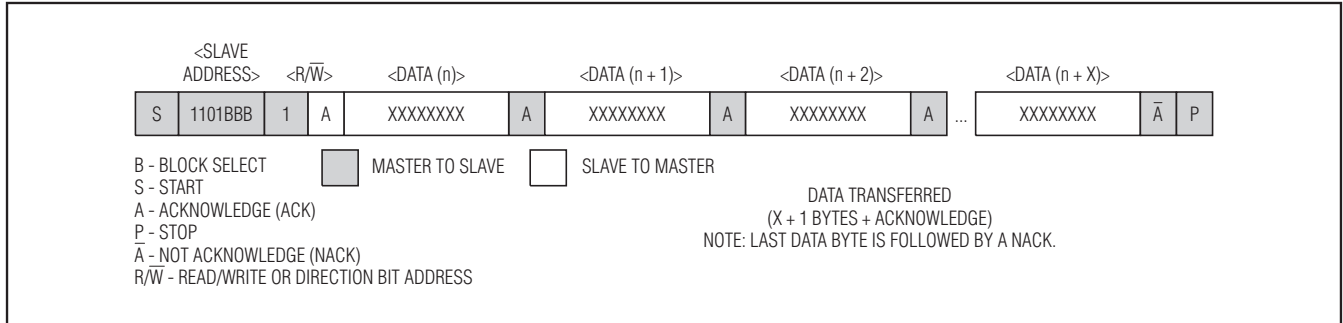 <SLAVE
ADDRESS> <R/W̅> <DATA (n)> <DATA (n + 1)> <DATA (n + 2)> <DATA (n + X)>
S 1101BBB 1 A XXXXXXXX A XXXXXXXX A XXXXXXXX A ... XXXXXXXX A̅ P
B - BLOCK SELECT
S - START
A - ACKNOWLEDGE (ACK)
P - STOP
A̅ - NOT ACKNOWLEDGE (NACK)
R/W̅ - READ/WRITE OR DIRECTION BIT ADDRESS
MASTER TO SLAVE SLAVE TO MASTER
DATA TRANSFERRED
(X + 1 BYTES + ACKNOWLEDGE)
NOTE: LAST DATA BYTE IS FOLLOWED BY A NACK.